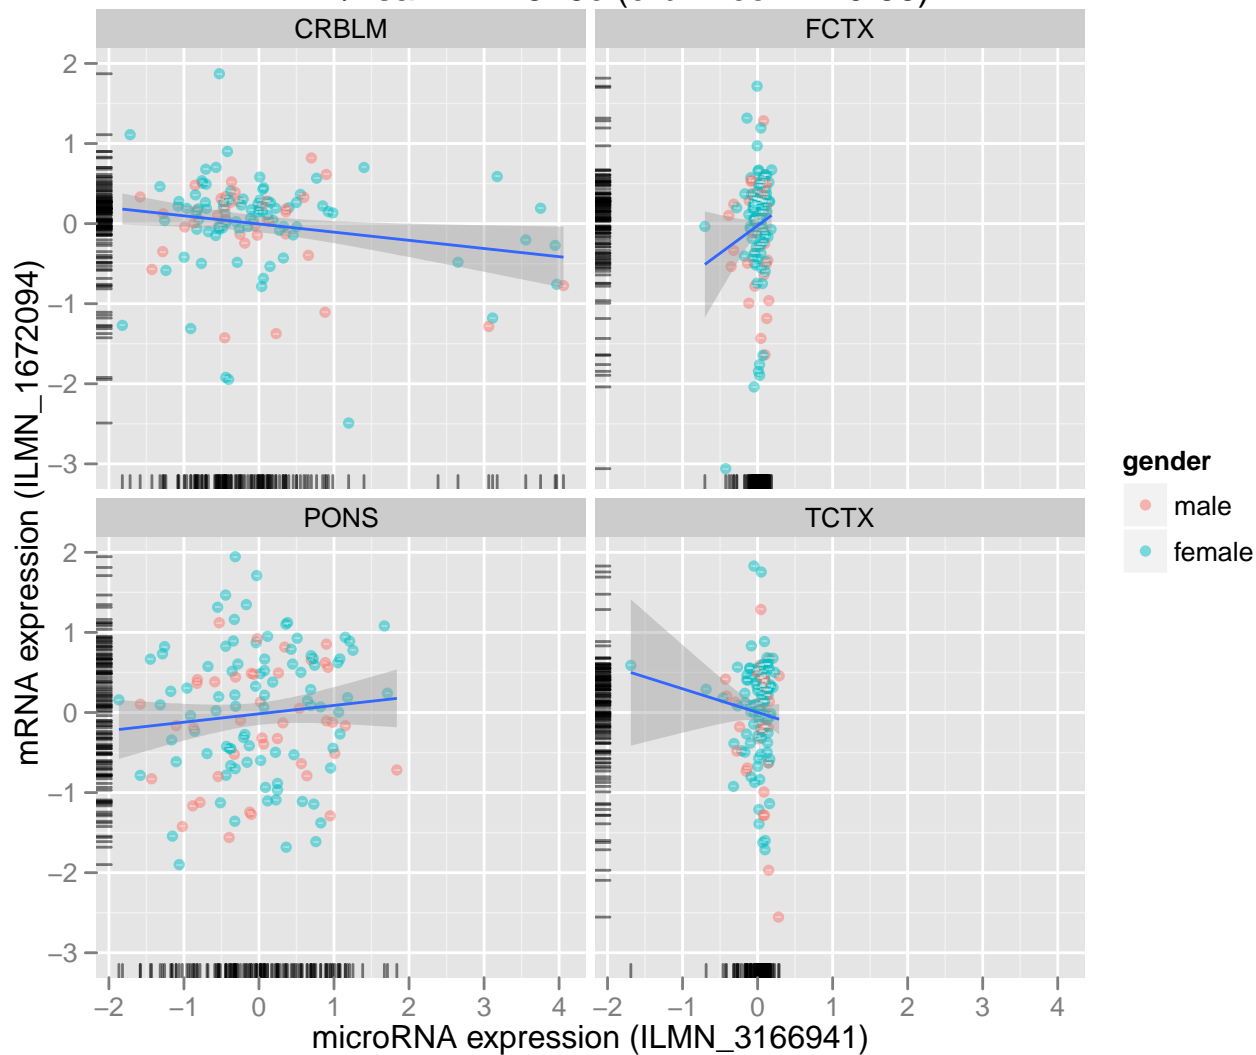 CRBLM
FCTX
2
1
0
−1
−2
−3
PONS
TCTX
2
1
0
−1
−2
−3
−2 −1 0 1 2 3 4
−2 −1 0 1 2 3 4
microRNA expression (ILMN_3166941)
mRNA expression (ILMN_1672094)
gender
male
female